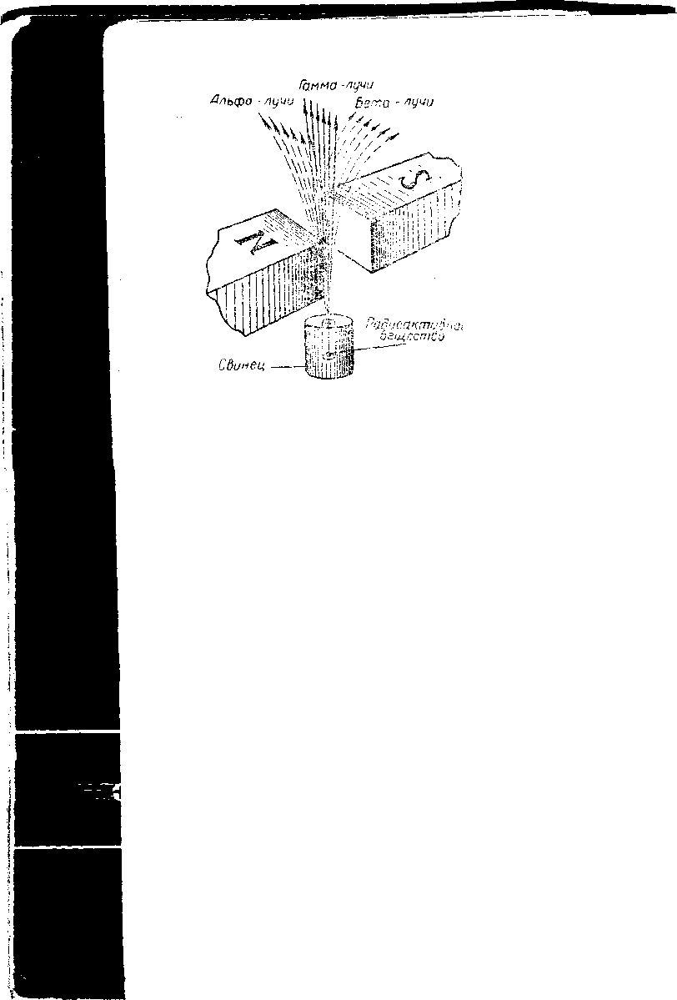 Гамма-лучи
Альфа-лучи
Бета-лучи
S
N
Радиоактивное
вещество
Свинец